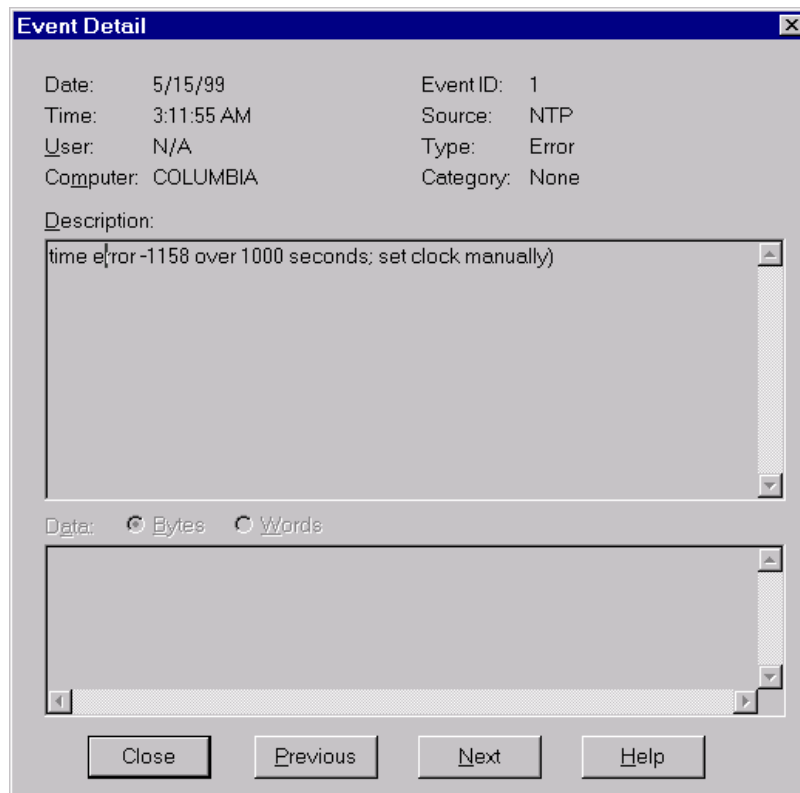 Event Detail
Date: 5/15/99 Event ID: 1
Time: 3:11:55 AM Source: NTP
User: N/A Type: Error
Computer: COLUMBIA Category: None
Description:
time error -1158 over 1000 seconds; set clock manually)
Data: Bytes Words
Close Previous Next Help